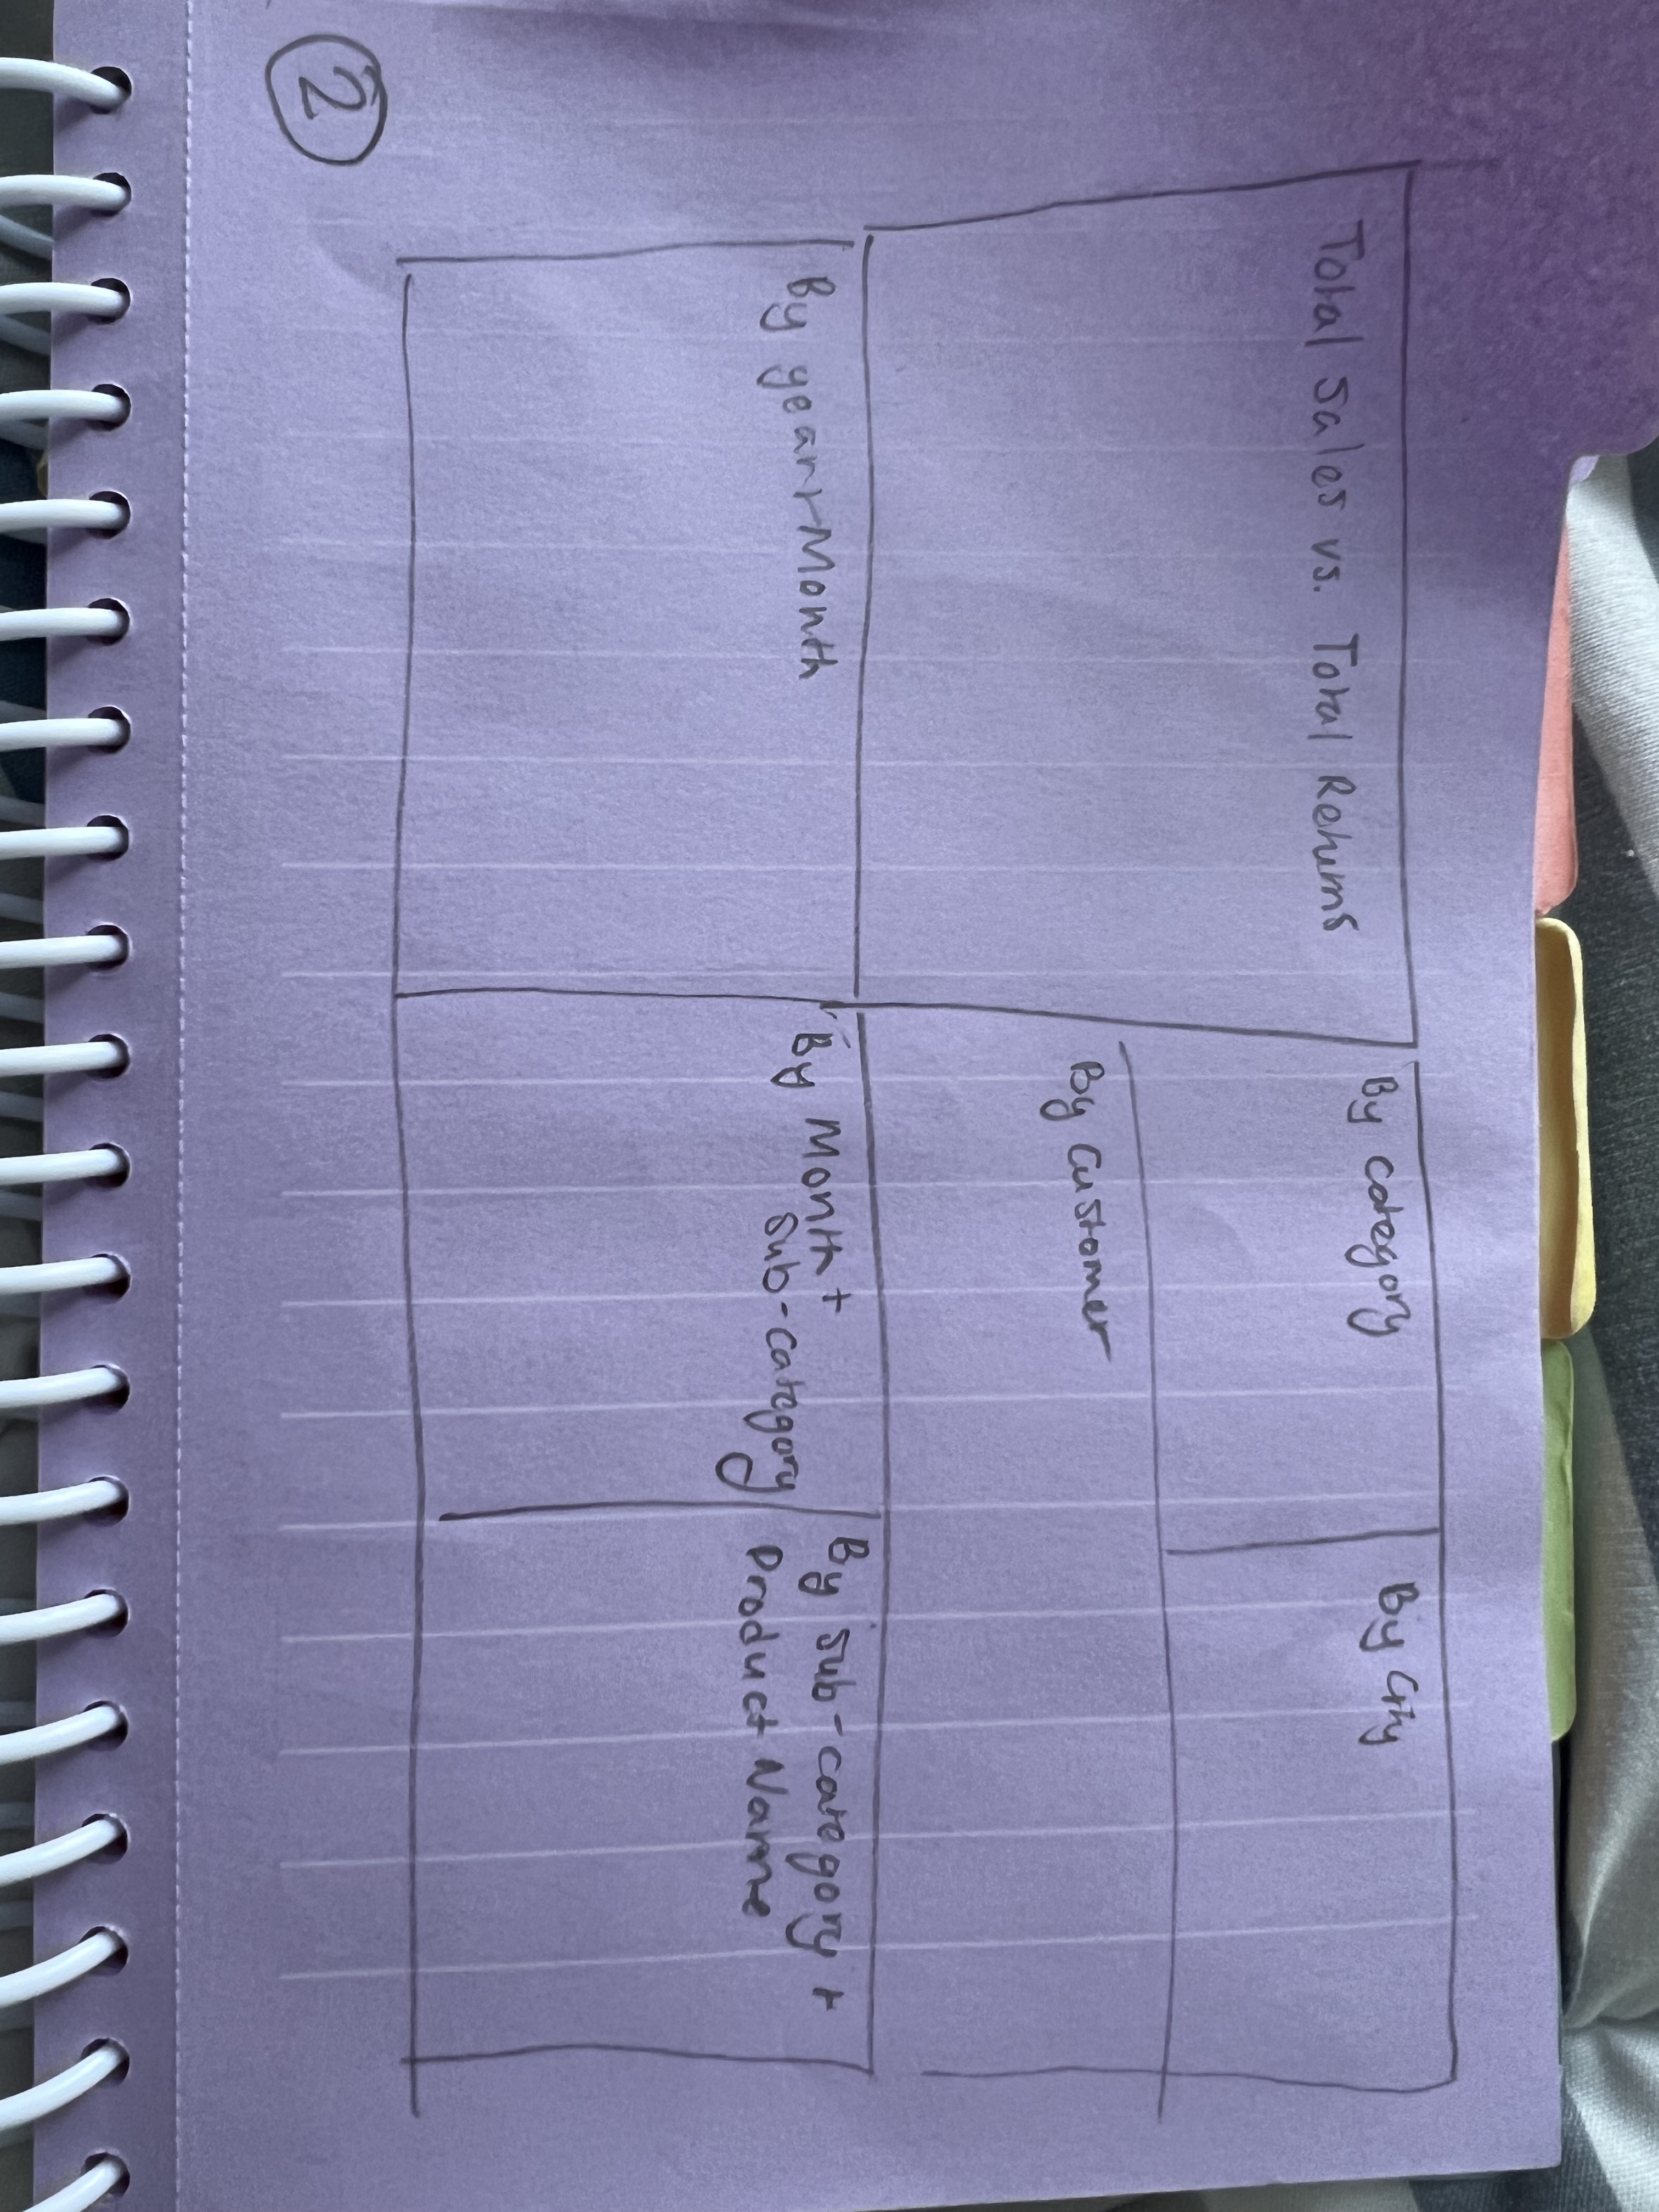 Total Sales vs. Total Returns
By category
By City
By Customer
By year+Month
By Month +
Sub-category
By Sub-category +
Product Name
2